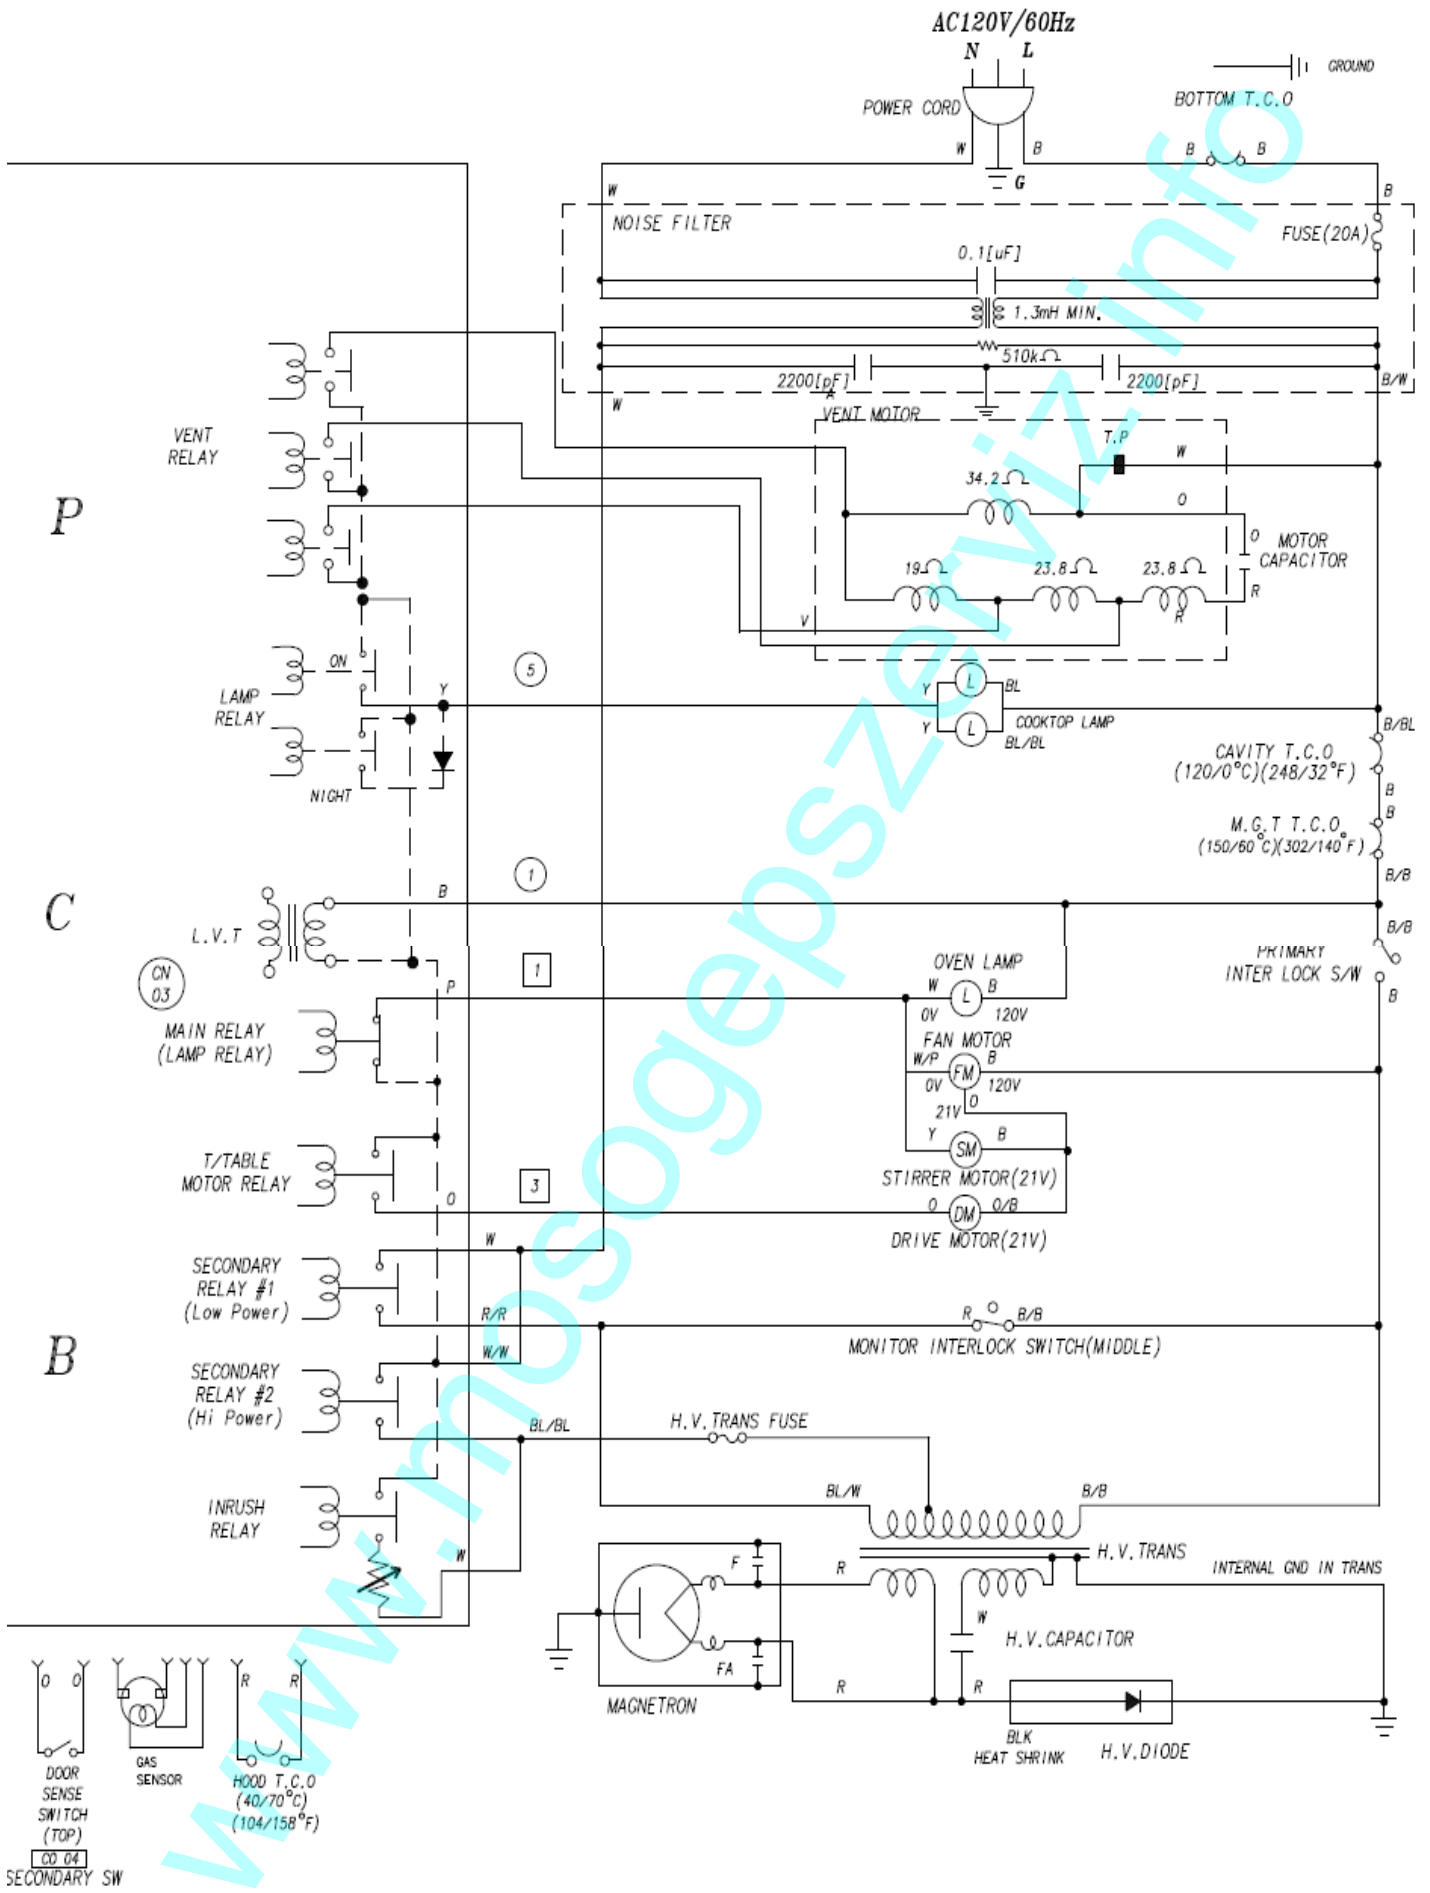 AC120V/60Hz
N L
GROUND
POWER CORD
BOTTOM T.C.O
W B B B
G
W B
NOISE FILTER
FUSE(20A)
0.1[uF]
1.3mH MIN.
510kΩ
2200[pF] 2200[pF] B/W
A
W
VENT MOTOR
T.P
W
VENT
RELAY
34.2Ω
O
P
O MOTOR
CAPACITOR
19Ω 23.8Ω 23.8Ω
R
R
V
ON
5
LAMP
RELAY
Y
Y L BL
Y L
COOKTOP LAMP
BL/BL
B/BL
CAVITY T.C.O
(120/0°C)(248/32°F)
B
NIGHT
B
M.G.T T.C.O
(150/60°C)(302/140°F)
B/B
1
B
C
L.V.T
B/B
PRIMARY
INTER LOCK S/W
B
CN
03
1
OVEN LAMP
P
W L B
0V 120V
MAIN RELAY
(LAMP RELAY)
FAN MOTOR
W/P FM B
0V 120V
O
21V
Y SM B
STIRRER MOTOR(21V)
T/TABLE
MOTOR RELAY
3
O
O DM O/B
DRIVE MOTOR(21V)
W
SECONDARY
RELAY #1
(Low Power)
R/R
R B/B
MONITOR INTERLOCK SWITCH(MIDDLE)
B
W/W
SECONDARY
RELAY #2
(Hi Power)
BL/BL
H.V.TRANS FUSE
INRUSH
RELAY
BL/W B/B
W
H.V.TRANS
F
R
INTERNAL GND IN TRANS
W
H.V.CAPACITOR
FA
R R
MAGNETRON
BLK
HEAT SHRINK
H.V.DIODE
O O
R R
DOOR
SENSE
SWITCH
(TOP)
CO 04
SECONDARY SW
GAS
SENSOR
HOOD T.C.O
(40/70°C)
(104/158°F)
www.mosogepszerviz.info